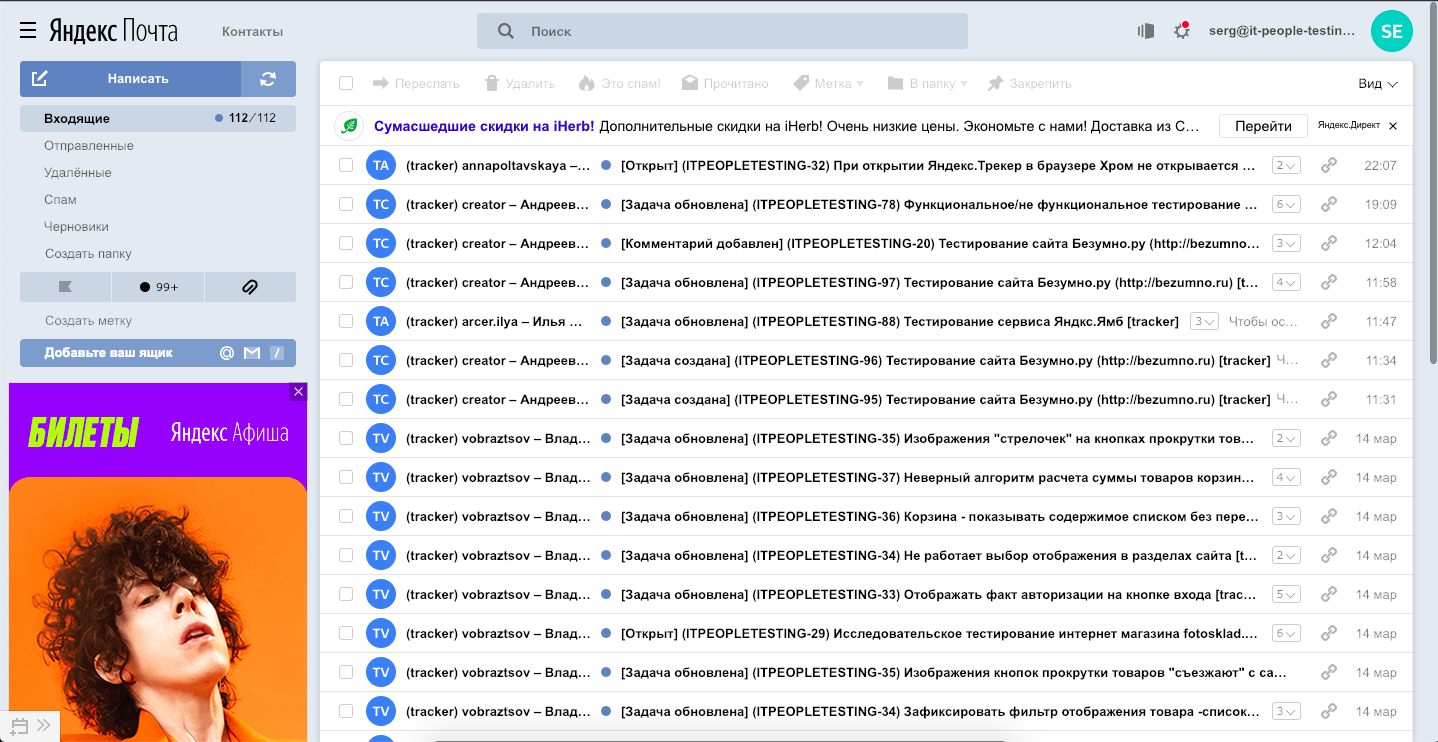 Яндекс Почта
Контакты
Поиск
serg@it-people-testin...
SE
Написать
Входящие 112/112
Отправленные
Удалённые
Спам
Черновики
Создать папку
99+
Создать метку
Добавьте ваш ящик @ /
БИЛЕТЫ Яндекс Афиша
Переслать Удалить Это спам! Прочитано Метка В папку Закрепить Вид
Сумасшедшие скидки на iHerb! Дополнительные скидки на iHerb! Очень низкие цены. Экономьте с нами! Доставка из С... Перейти Яндекс.Директ
TA (tracker) annapoltavskaya –... [Открыт] (ITPEOPLETESTING-32) При открытии Яндекс.Трекер в браузере Хром не открывается ... 2 22:07
TC (tracker) creator – Андреев... [Задача обновлена] (ITPEOPLETESTING-78) Функциональное/не функциональное тестирование ... 6 19:09
TC (tracker) creator – Андреев... [Комментарий добавлен] (ITPEOPLETESTING-20) Тестирование сайта Безумно.ру (http://bezumno... 3 12:04
TC (tracker) creator – Андреев... [Задача обновлена] (ITPEOPLETESTING-97) Тестирование сайта Безумно.ру (http://bezumno.ru) [t... 4 11:58
TA (tracker) arcer.ilya – Илья ... [Задача обновлена] (ITPEOPLETESTING-88) Тестирование сервиса Яндкс.Ямб [tracker] 3 Чтобы ос... 11:47
TC (tracker) creator – Андреев... [Задача создана] (ITPEOPLETESTING-96) Тестирование сайта Безумно.ру (http://bezumno.ru) [tracker] Ч... 11:34
TC (tracker) creator – Андреев... [Задача создана] (ITPEOPLETESTING-95) Тестирование сайта Безумно.ру (http://bezumno.ru) [tracker] Ч... 11:31
TV (tracker) vobraztsov – Влад... [Задача обновлена] (ITPEOPLETESTING-35) Изображения "стрелочек" на кнопках прокрутки тов... 2 14 мар
TV (tracker) vobraztsov – Влад... [Задача обновлена] (ITPEOPLETESTING-37) Неверный алгоритм расчета суммы товаров корзин... 4 14 мар
TV (tracker) vobraztsov – Влад... [Задача обновлена] (ITPEOPLETESTING-36) Корзина - показывать содержимое списком без пере... 3 14 мар
TV (tracker) vobraztsov – Влад... [Задача обновлена] (ITPEOPLETESTING-34) Не работает выбор отображения в разделах сайта [t... 2 14 мар
TV (tracker) vobraztsov – Влад... [Задача обновлена] (ITPEOPLETESTING-33) Отображать факт авторизации на кнопке входа [trac... 5 14 мар
TV (tracker) vobraztsov – Влад... [Открыт] (ITPEOPLETESTING-29) Исследовательское тестирование интернет магазина fotosklad.... 6 14 мар
TV (tracker) vobraztsov – Влад... [Задача обновлена] (ITPEOPLETESTING-35) Изображения кнопок прокрутки товаров "съезжают" с са... 14 мар
TV (tracker) vobraztsov – Влад... [Задача обновлена] (ITPEOPLETESTING-34) Зафиксировать фильтр отображения товара -список... 3 14 мар